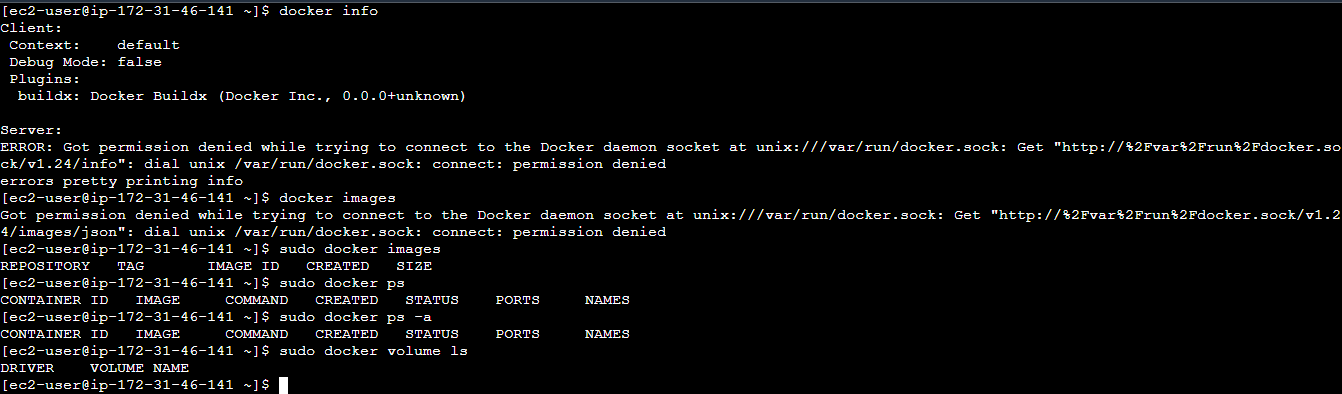 [ec2-user@ip-172-31-46-141 ~]$ docker info
Client:
 Context:    default
 Debug Mode: false
 Plugins:
  buildx: Docker Buildx (Docker Inc., 0.0.0+unknown)

Server:
ERROR: Got permission denied while trying to connect to the Docker daemon socket at unix:///var/run/docker.sock: Get "http://%2Fvar%2Frun%2Fdocker.so
ck/v1.24/info": dial unix /var/run/docker.sock: connect: permission denied
errors pretty printing info
[ec2-user@ip-172-31-46-141 ~]$ docker images
Got permission denied while trying to connect to the Docker daemon socket at unix:///var/run/docker.sock: Get "http://%2Fvar%2Frun%2Fdocker.sock/v1.2
4/images/json": dial unix /var/run/docker.sock: connect: permission denied
[ec2-user@ip-172-31-46-141 ~]$ sudo docker images
REPOSITORY   TAG       IMAGE ID   CREATED   SIZE
[ec2-user@ip-172-31-46-141 ~]$ sudo docker ps
CONTAINER ID   IMAGE     COMMAND   CREATED   STATUS    PORTS     NAMES
[ec2-user@ip-172-31-46-141 ~]$ sudo docker ps -a
CONTAINER ID   IMAGE     COMMAND   CREATED   STATUS    PORTS     NAMES
[ec2-user@ip-172-31-46-141 ~]$ sudo docker volume ls
DRIVER    VOLUME NAME
[ec2-user@ip-172-31-46-141 ~]$